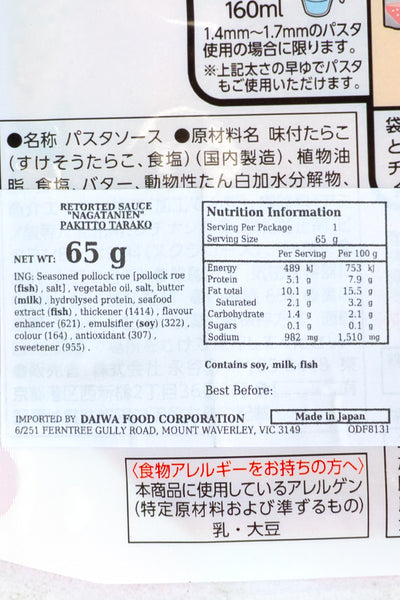 160ml
1.4mm〜1.7mmのパスタ
使用の場合に限ります。
※上記太さの早ゆでパスタ
もご使用いただけます。
●名称 パスタソース ●原材料名 味付たらこ
(すけそうたらこ、食塩)(国内製造)、植物油
脂、食塩、バター、動物性たん白加水分解物、
RETORTED SAUCE
"NAGATANIEN"
PAKITTO TARAKO
NET WT: 65 g
ING: Seasoned pollock roe [pollock roe
(fish) , salt] , vegetable oil, salt, butter
(milk) , hydrolysed protein, seafood
extract (fish) , thickener (1414) , flavour
enhancer (621) , emulsifier (soy) (322) ,
colour (164) , antioxidant (307) ,
sweetener (955) .
Nutrition Information
Serving Per Package 1
Serving Size 65 g
Per Serving Per 100 g
Energy 489 kJ 753 kJ
Protein 5.1 g 7.9 g
Fat total 10.1 g 15.5 g
Saturated 2.1 g 3.2 g
Carbohydrate 1.4 g 2.1 g
Sugars 0.1 g 0.1 g
Sodium 982 mg 1,510 mg
Contains soy, milk, fish
Best Before:
IMPORTED BY DAIWA FOOD CORPORATION
6/251 FERNTREE GULLY ROAD, MOUNT WAVERLEY, VIC 3149
Made in Japan
ODF8131
〈食物アレルギーをお持ちの方へ〉
本商品に使用しているアレルゲン
(特定原材料および準ずるもの)
乳・大豆
袋
と
チ